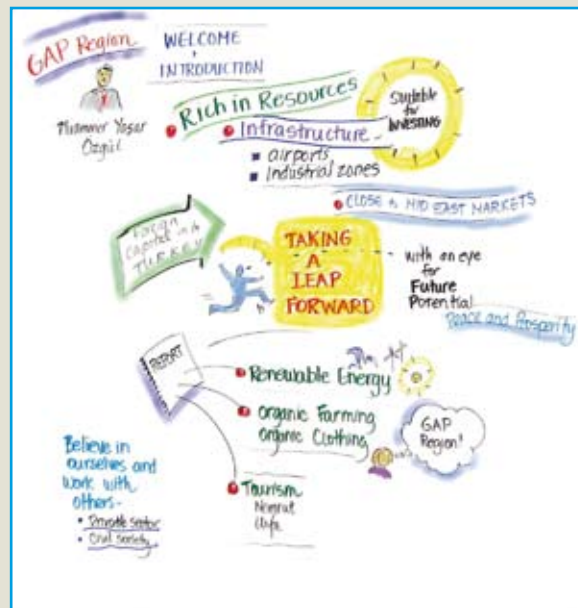 GAP Region
WELCOME
+
INTRODUCTION
Muammer Yaşar
Özgül
Rich in Resources
Infrastructure
airports
Industrial zones
Suitable
for
INVESTING
CLOSE to MID EAST MARKETS
Foreign
Capital into
TURKEY
TAKING
A
LEAP
FORWARD
with an eye
for
Future
Potential
Peace and Prosperity
REPORT
Renewable Energy
Organic Farming
organic Clothing
GAP
Region!
Tourism
Nemrut
Urfa
Believe in
ourselves and
work with
others-
Private Sector
Civil Society